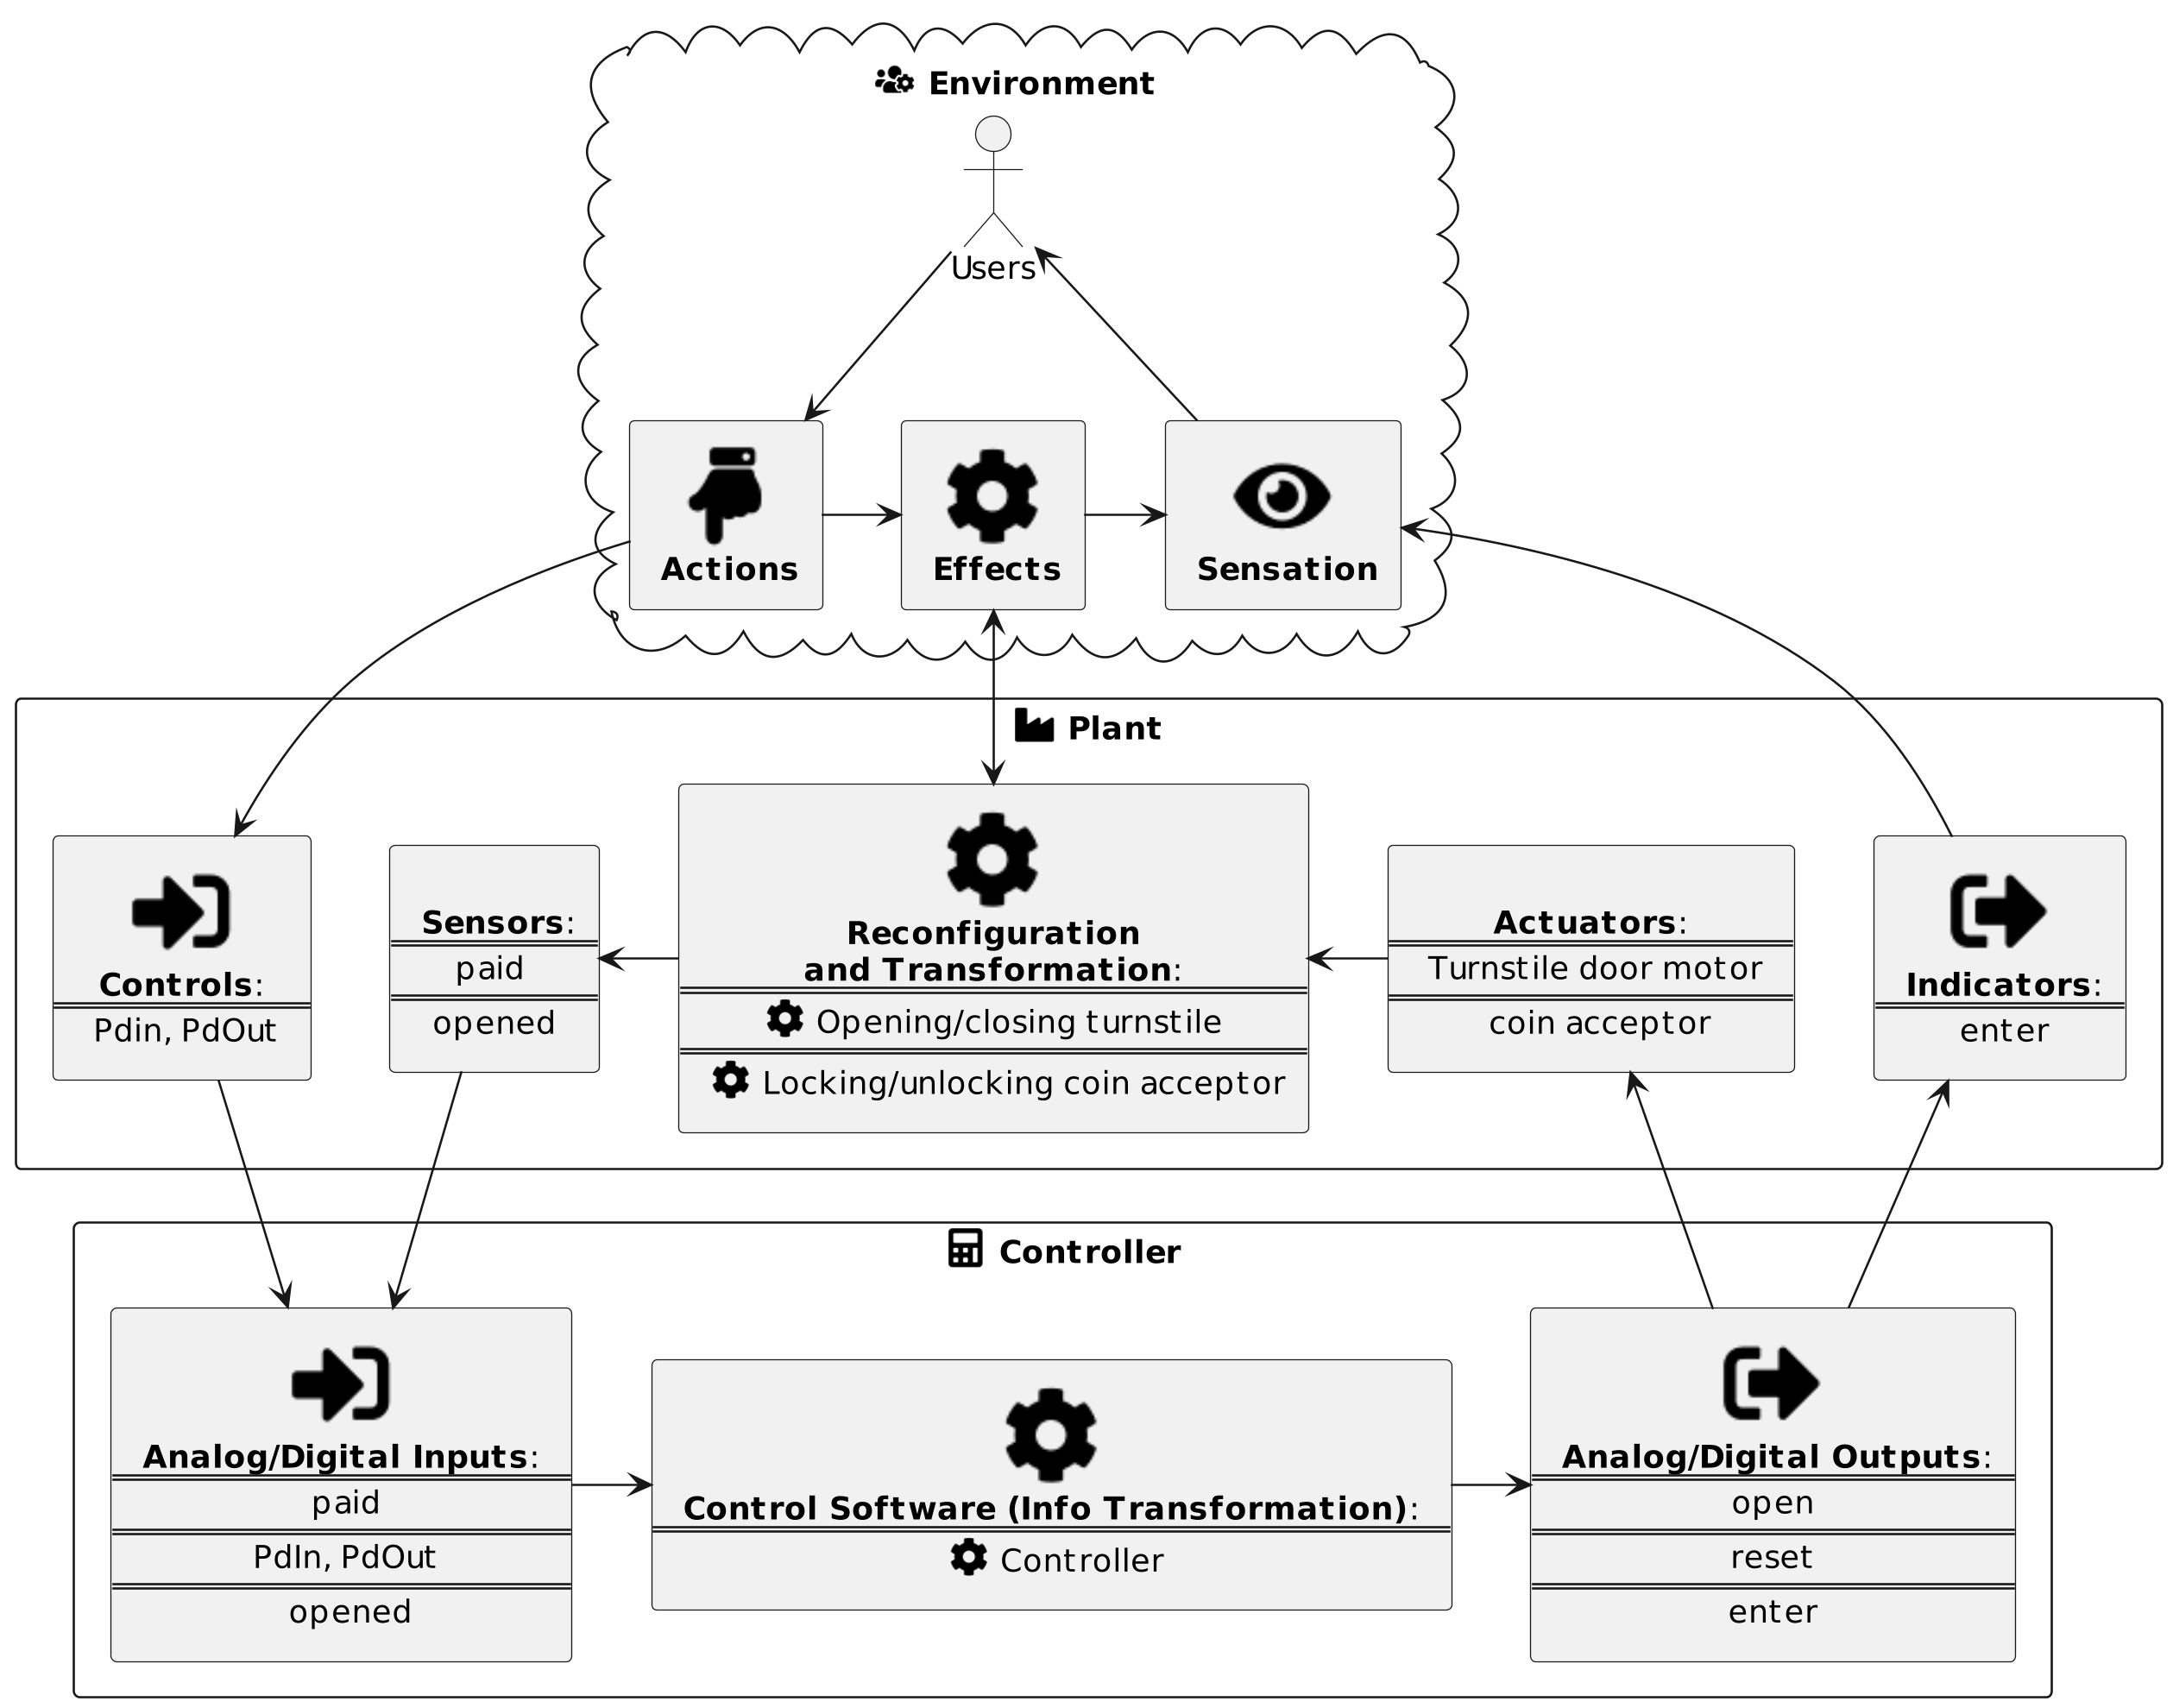 Environment
Users
Actions
Effects
Sensation
Plant
Controls:
Pdin, PdOut
Sensors:
paid
opened
Reconfiguration
and Transformation:
Opening/closing turnstile
Locking/unlocking coin acceptor
Actuators:
Turnstile door motor
coin acceptor
Indicators:
enter
Controller
Analog/Digital Inputs:
paid
PdIn, PdOut
opened
Control Software (Info Transformation):
Controller
Analog/Digital Outputs:
open
reset
enter